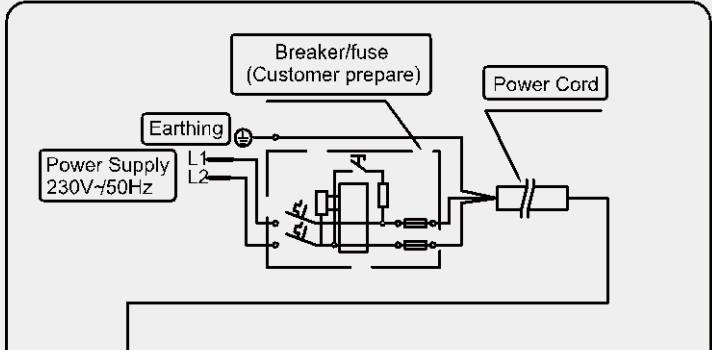 Breaker/fuse
(Customer prepare)
Power Cord
Earthing
L1
Power Supply
L2
230V~/50Hz